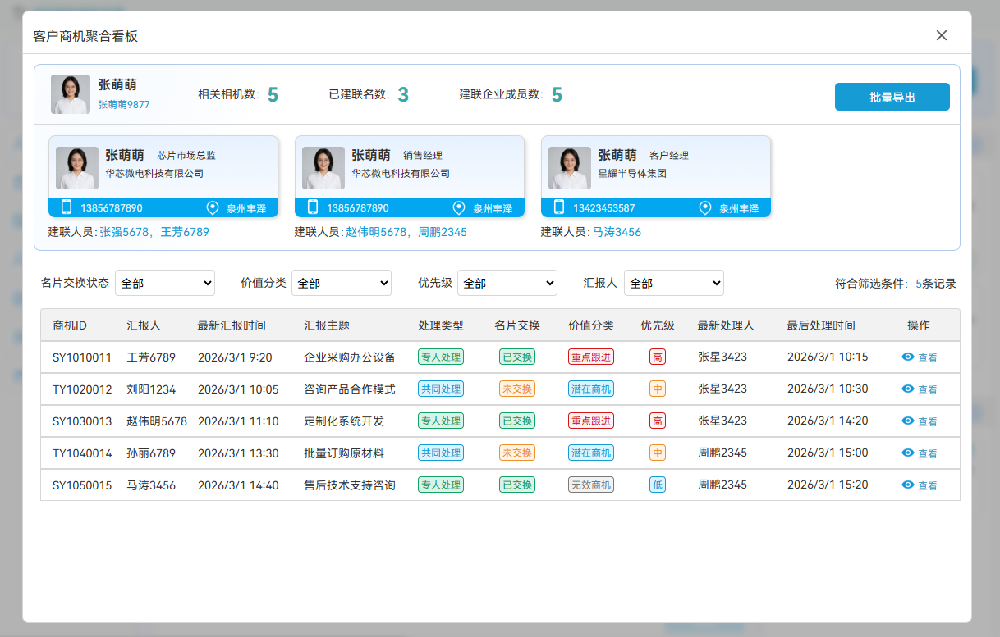 客户商机聚合看板
张萌萌
张萌萌9877
相关相机数： 5
已建联名数： 3
建联企业成员数： 5
批量导出
张萌萌 芯片市场总监
华芯微电科技有限公司
13856787890 泉州丰泽
建联人员：张强5678，王芳6789
张萌萌 销售经理
华芯微电科技有限公司
13856787890 泉州丰泽
建联人员：赵伟明5678，周鹏2345
张萌萌 客户经理
星耀半导体集团
13423453587 泉州丰泽
建联人员：马涛3456
名片交换状态 全部 价值分类 全部 优先级 全部 汇报人 全部 符合筛选条件： 5条记录
商机ID 汇报人 最新汇报时间 汇报主题 处理类型 名片交换 价值分类 优先级 最新处理人 最后处理时间 操作
SY1010011 王芳6789 2026/3/1 9:20 企业采购办公设备 专人处理 已交换 重点跟进 高 张星3423 2026/3/1 10:15 查看
TY1020012 刘阳1234 2026/3/1 10:05 咨询产品合作模式 共同处理 未交换 潜在商机 中 张星3423 2026/3/1 10:30 查看
SY1030013 赵伟明5678 2026/3/1 11:10 定制化系统开发 专人处理 已交换 重点跟进 高 张星3423 2026/3/1 14:20 查看
TY1040014 孙丽6789 2026/3/1 13:30 批量订购原材料 共同处理 未交换 潜在商机 中 周鹏2345 2026/3/1 15:00 查看
SY1050015 马涛3456 2026/3/1 14:40 售后技术支持咨询 专人处理 已交换 无效商机 低 周鹏2345 2026/3/1 15:20 查看